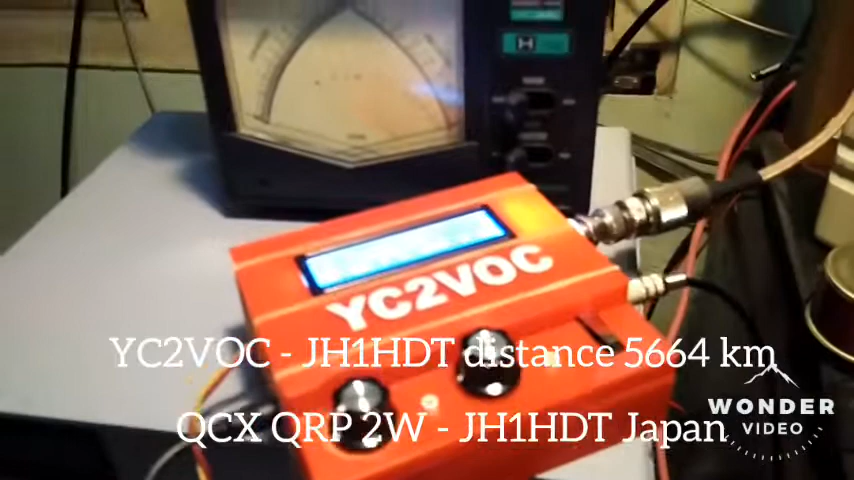 YC2VOC
YC2VOC - JH1HDT distance 5664 km
QCX QRP 2W - JH1HDT Japan
WONDER
VIDEO